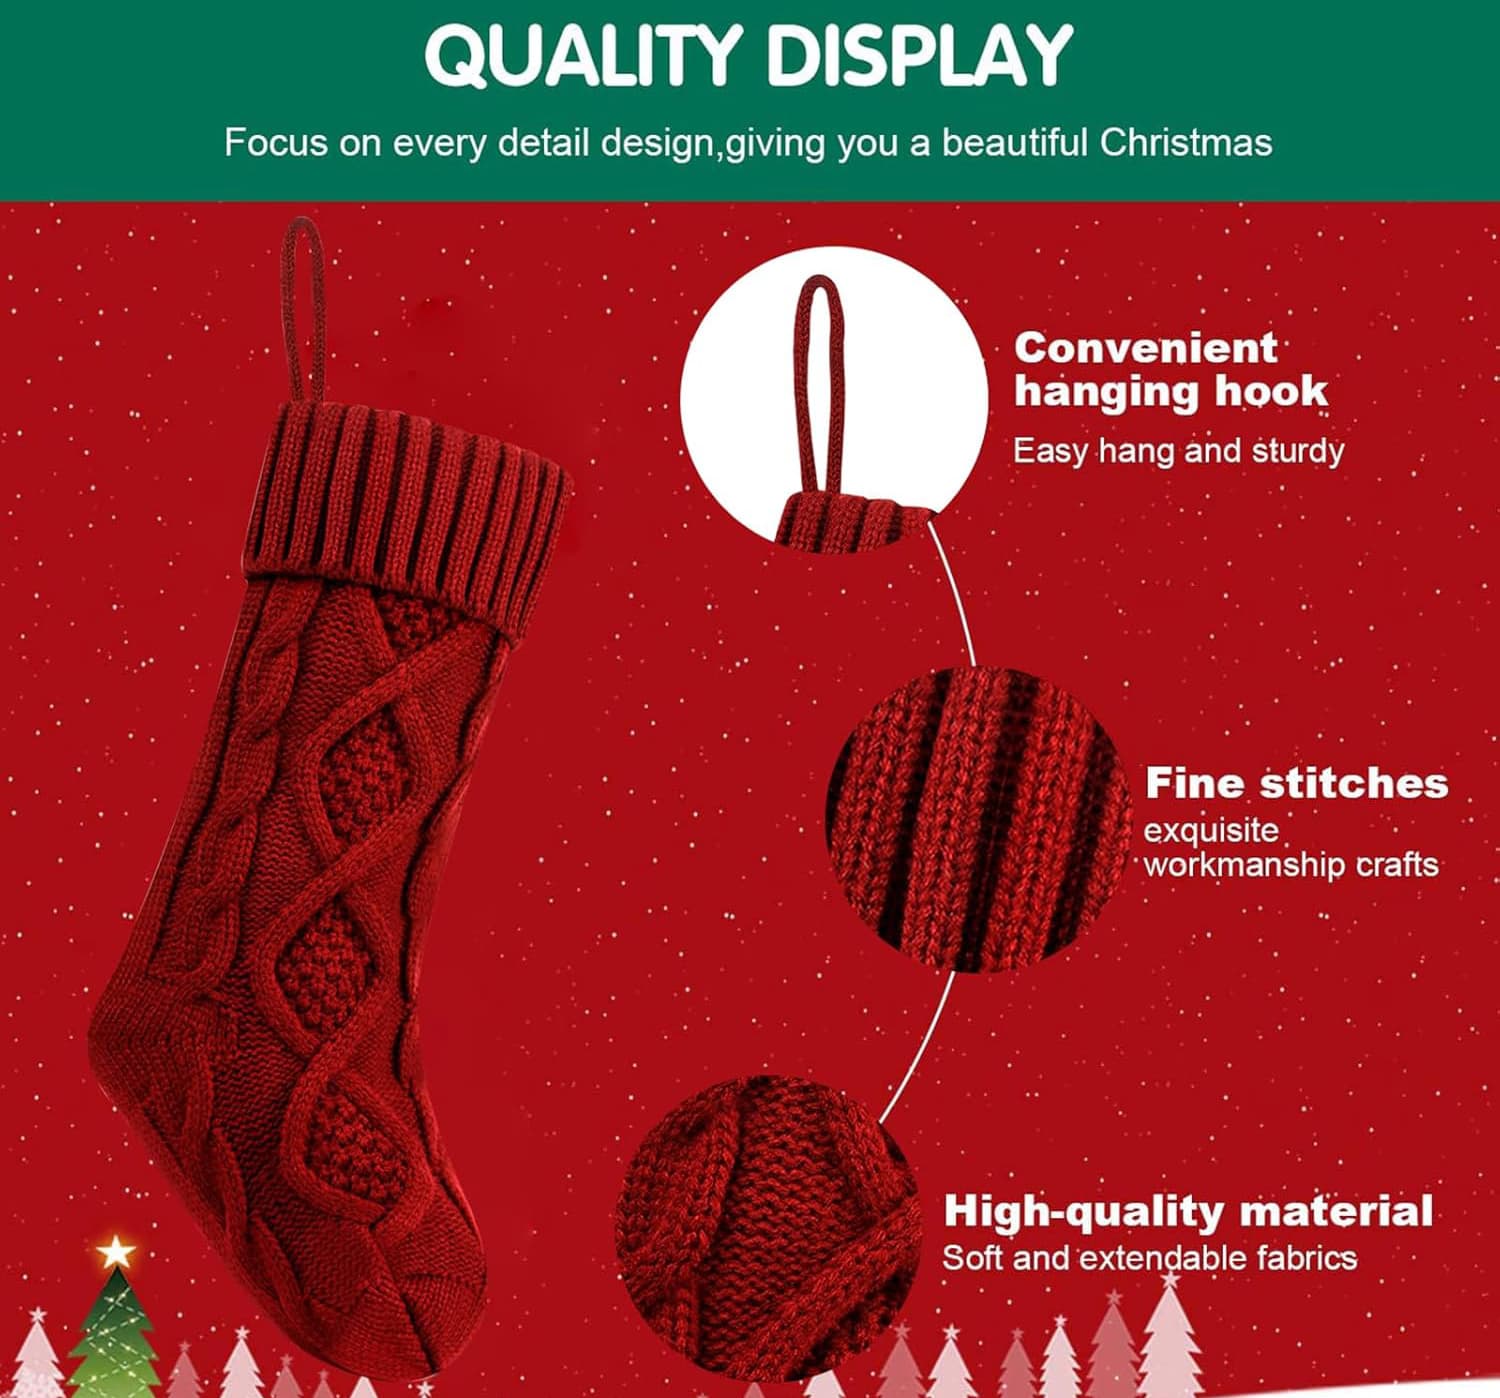 QUALITY DISPLAY
Focus on every detail design,giving you a beautiful Christmas
Convenient
hanging hook
Easy hang and sturdy
Fine stitches
exquisite
workmanship crafts
High-quality material
Soft and extendable fabrics